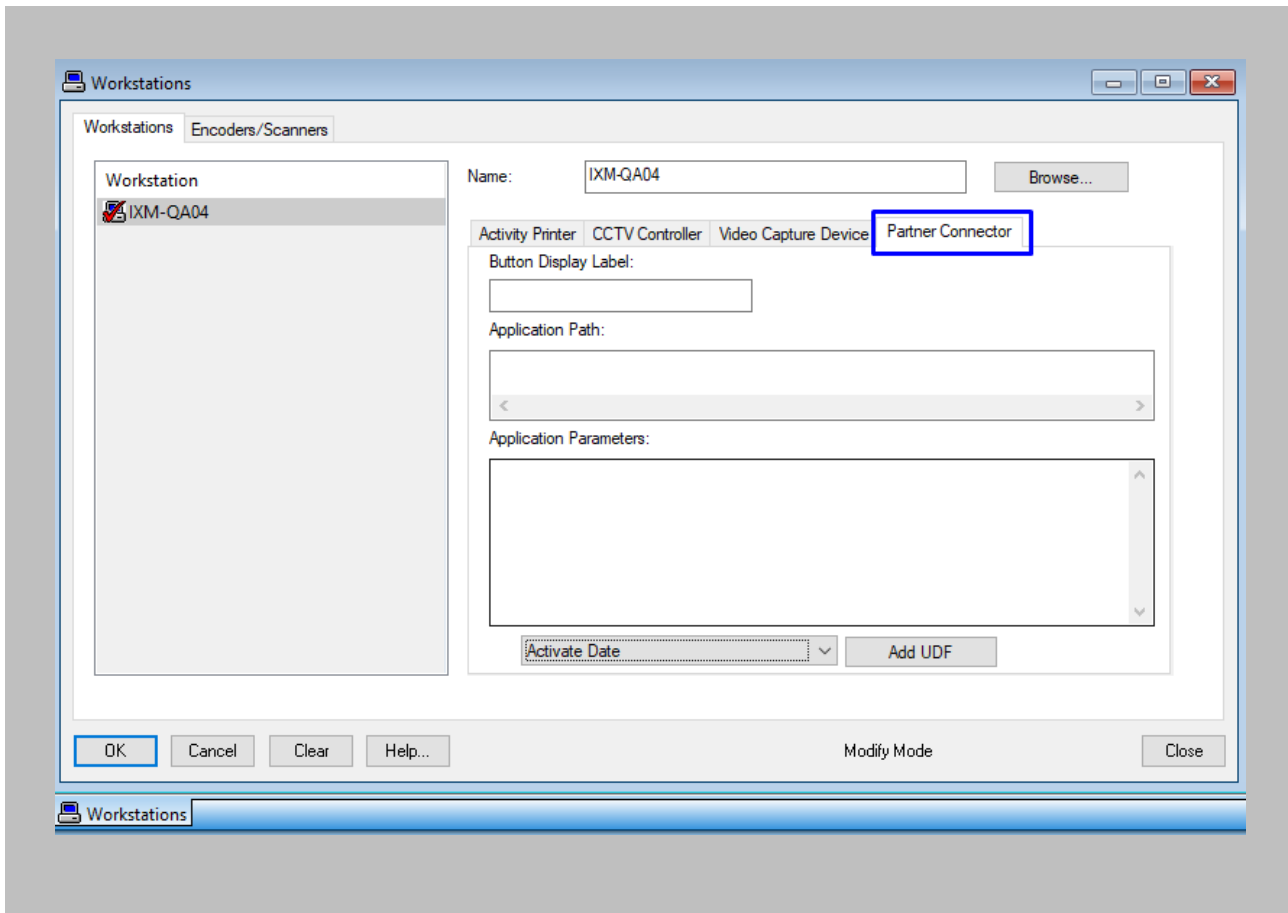 Workstations
Workstations Encoders/Scanners
Workstation
IXM-QA04
Name: IXM-QA04 Browse...
Activity Printer CCTV Controller Video Capture Device Partner Connector
Button Display Label:
Application Path:
Application Parameters:
Activate Date Add UDF
OK Cancel Clear Help... Modify Mode Close
Workstations